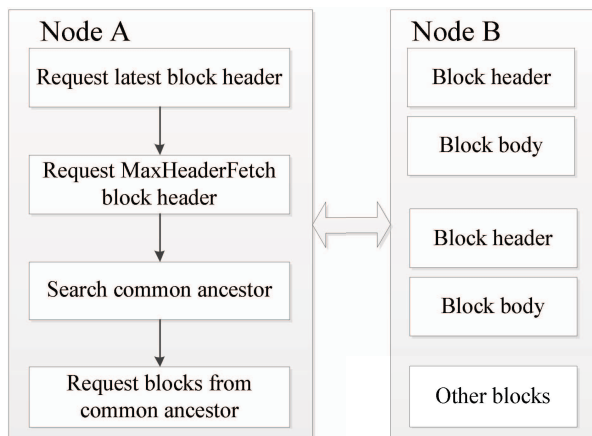 Node A
Request latest block header
Request MaxHeaderFetch
block header
Search common ancestor
Request blocks from
common ancestor
Node B
Block header
Block body
Block header
Block body
Other blocks